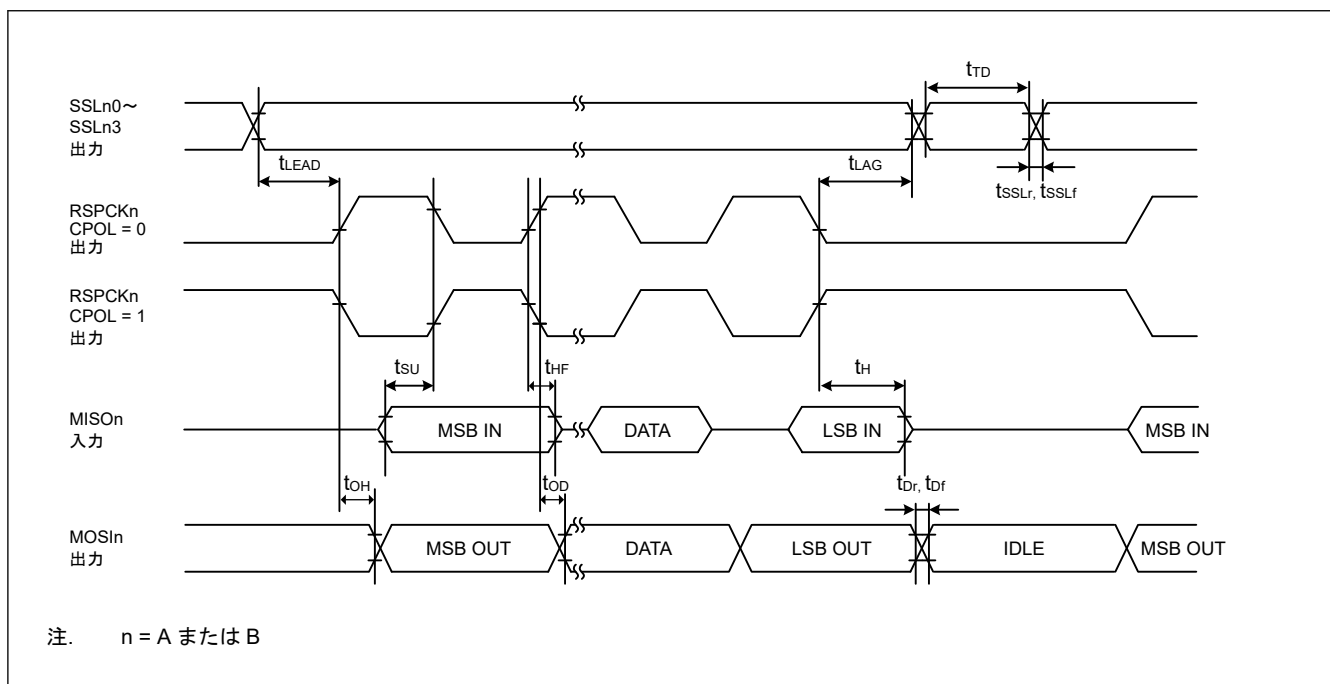 tTD
SSLn0～
SSLn3
出力
tLEAD
tLAG
tSSLr, tSSLf
RSPCKn
CPOL = 0
出力
RSPCKn
CPOL = 1
出力
tSU
tHF
tH
MISOn
入力
MSB IN
DATA
LSB IN
MSB IN
tOH
tOD
tDr, tDf
MOSIn
出力
MSB OUT
DATA
LSB OUT
IDLE
MSB OUT
注. n = A または B